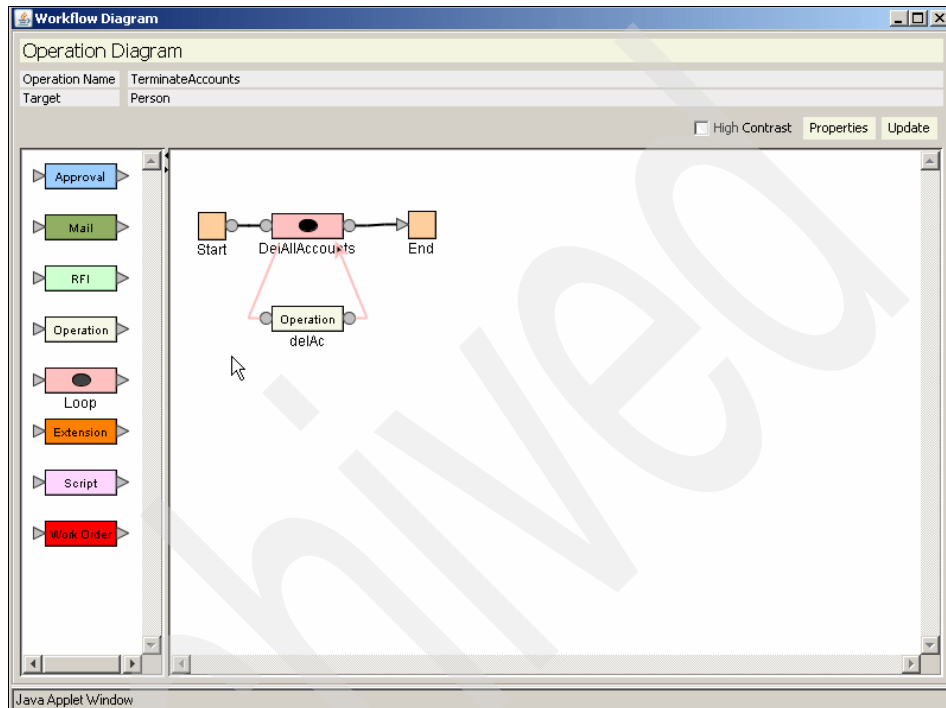 Workflow Diagram
Operation Diagram
Operation Name TerminateAccounts
Target Person
High Contrast Properties Update
Approval
Mail
RFI
Operation
Loop
Extension
Script
Work Order
Start DelAllAccounts End
Operation
delAc
Java Applet Window
hived